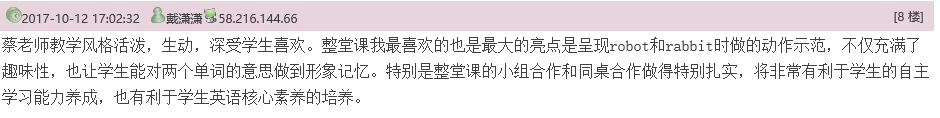 2017-10-12 17:02:32 戴潇潇 58.216.144.66 [8 楼]
蔡老师教学风格活泼，生动，深受学生喜欢。整堂课我最喜欢的也是最大的亮点是呈现robot和rabbit时做的动作示范，不仅充满了
趣味性，也让学生能对两个单词的意思做到形象记忆。特别是整堂课的小组合作和同桌合作做得特别扎实，将非常有利于学生的自主
学习能力养成，也有利于学生英语核心素养的培养。